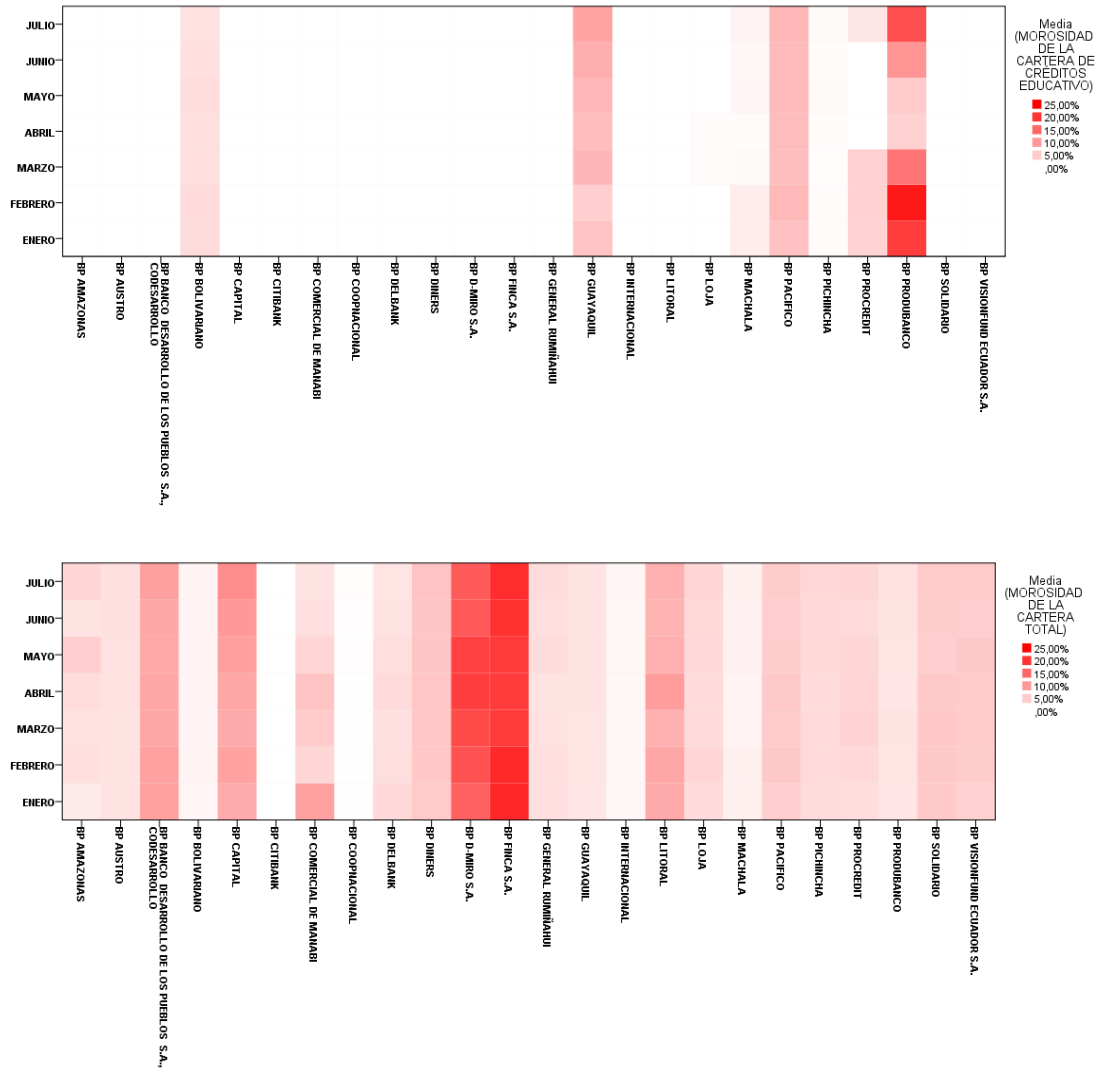 JULIO
JUNIO
MAYO
ABRIL
MARZO
FEBRERO
ENERO
BP AMAZONAS
BP AUSTRO
BP BANCO DESARROLLO DE LOS PUEBLOS S.A.,
CODESARROLLO
BP BOLIVARIANO
BP CAPITAL
BP CITIBANK
BP COMERCIAL DE MANABI
BP COOPNACIONAL
BP DELBANK
BP DINERS
BP D-MIRO S.A.
BP FINCA S.A.
BP GENERAL RUMIÑAHUI
BP GUAYAQUIL
BP INTERNACIONAL
BP LITORAL
BP LOJA
BP MACHALA
BP PACIFICO
BP PICHINCHA
BP PROCREDIT
BP PRODUBANCO
BP SOLIDARIO
BP VISIONFUND ECUADOR S.A.
Media
(MOROSIDAD
DE LA
CARTERA DE
CRÉDITOS
EDUCATIVO)
25,00%
20,00%
15,00%
10,00%
5,00%
,00%
JULIO
JUNIO
MAYO
ABRIL
MARZO
FEBRERO
ENERO
BP AMAZONAS
BP AUSTRO
BP BANCO DESARROLLO DE LOS PUEBLOS S.A.,
CODESARROLLO
BP BOLIVARIANO
BP CAPITAL
BP CITIBANK
BP COMERCIAL DE MANABI
BP COOPNACIONAL
BP DELBANK
BP DINERS
BP D-MIRO S.A.
BP FINCA S.A.
BP GENERAL RUMIÑAHUI
BP GUAYAQUIL
BP INTERNACIONAL
BP LITORAL
BP LOJA
BP MACHALA
BP PACIFICO
BP PICHINCHA
BP PROCREDIT
BP PRODUBANCO
BP SOLIDARIO
BP VISIONFUND ECUADOR S.A.
Media
(MOROSIDAD
DE LA
CARTERA
TOTAL)
25,00%
20,00%
15,00%
10,00%
5,00%
,00%